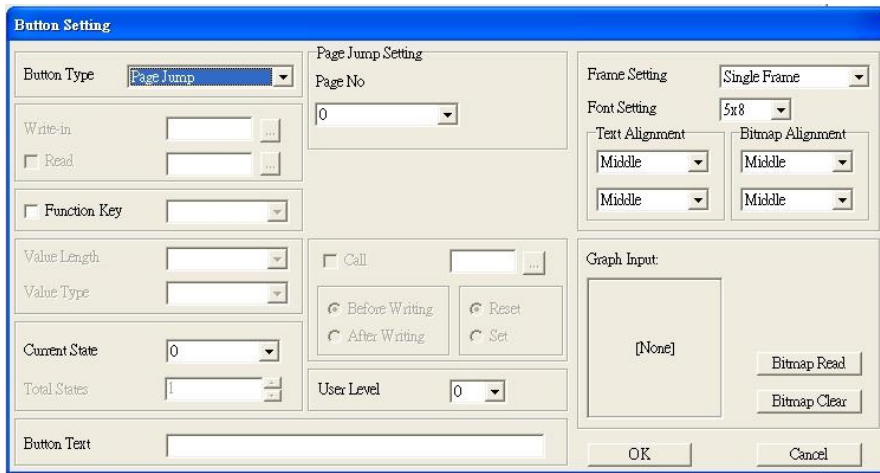 Button Setting
Button Type
Page Jump
Write-in
...
Read
...
Function Key
Value Length
Value Type
Current State
0
Total States
1
Button Text
Page Jump Setting
Page No
0
Call
...
Before Writing
Reset
After Writing
Set
User Level
0
Frame Setting
Single Frame
Font Setting
5x8
Text Alignment
Bitmap Alignment
Middle
Middle
Middle
Middle
Graph Input:
[None]
Bitmap Read
Bitmap Clear
OK
Cancel